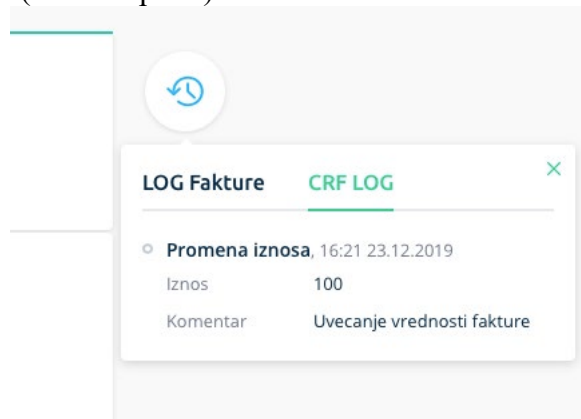 LOG Fakture CRF LOG
Promena iznosa, 16:21 23.12.2019
Iznos 100
Komentar Uvecanje vrednosti fakture